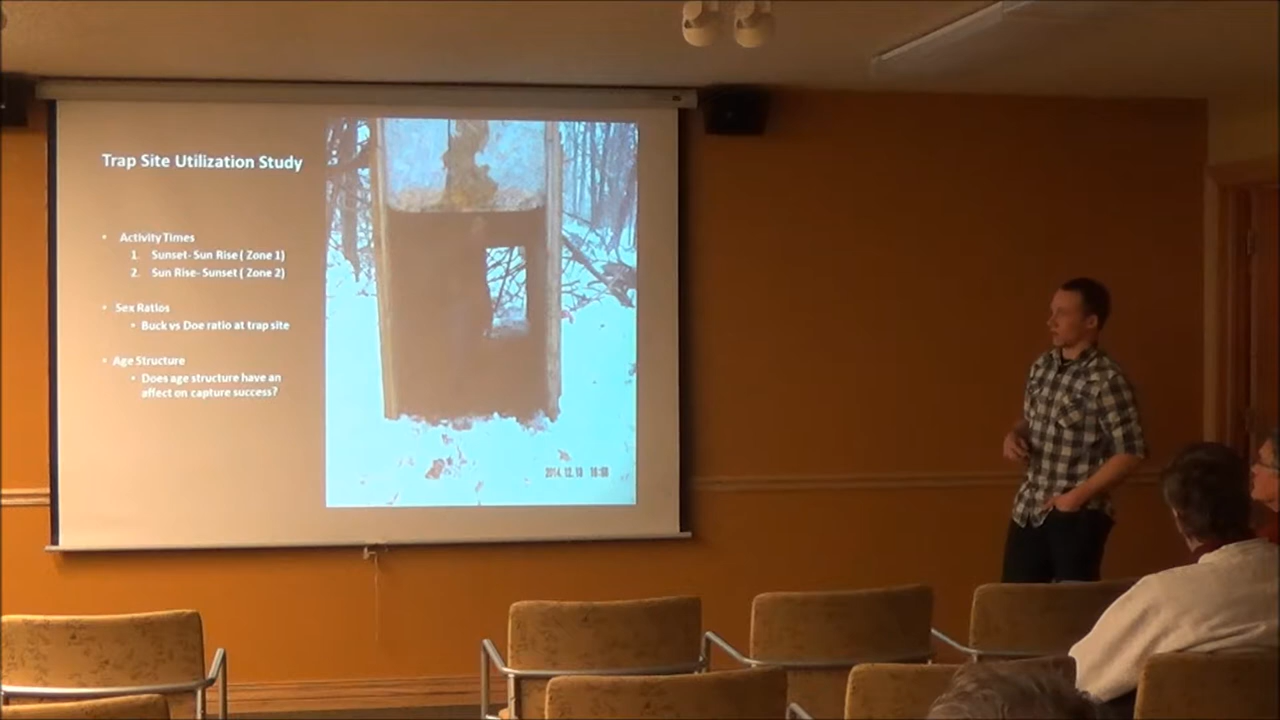 Trap Site Utilization Study
• Activity Times
1. Sunset- Sun Rise ( Zone 1)
2. Sun Rise- Sunset ( Zone 2)
• Sex Ratios
• Buck vs Doe ratio at trap site
• Age Structure
• Does age structure have an
affect on capture success?
2014.12.13